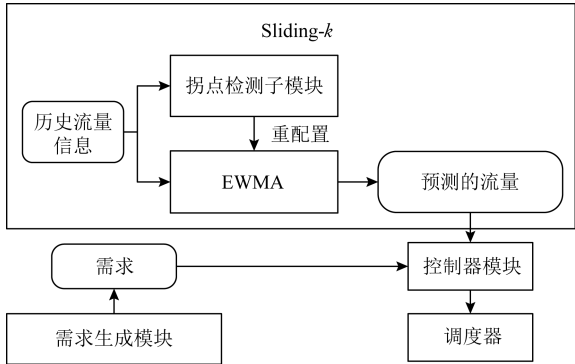 Sliding-k
拐点检测子模块
历史流量
信息
重配置
EWMA
预测的流量
需求
控制器模块
需求生成模块
调度器